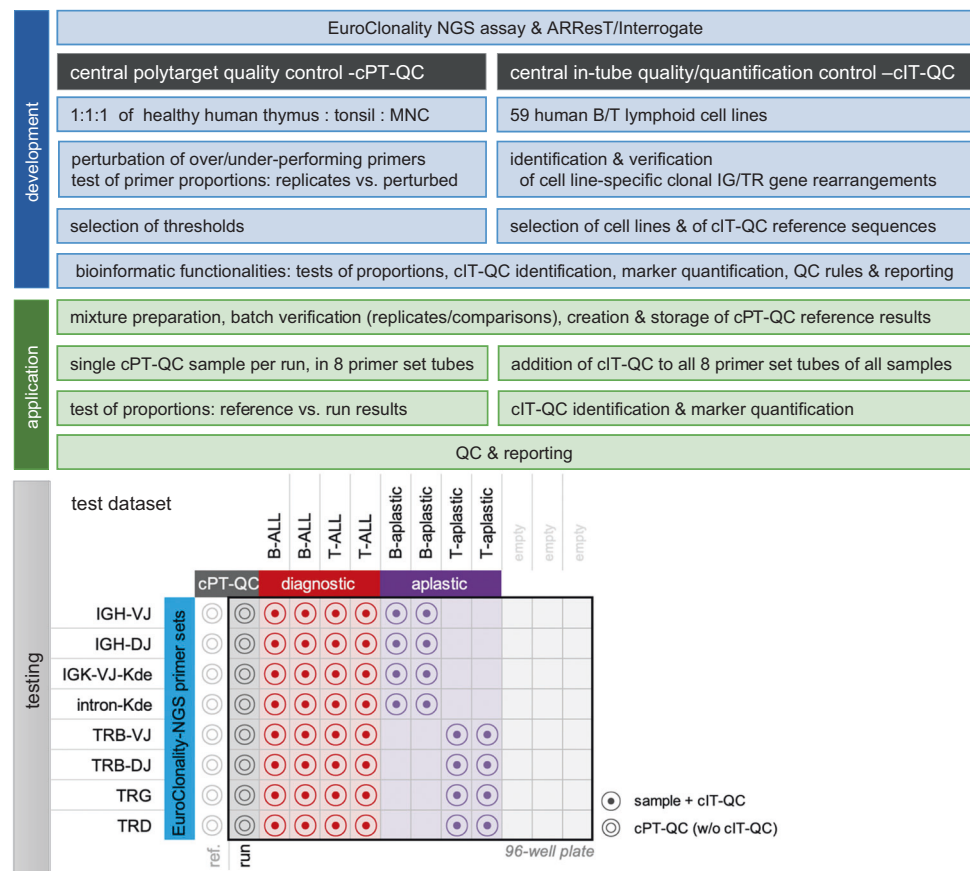 EuroClonality NGS assay & ARResT/Interrogate
development
central polytarget quality control -cPT-QC
central in-tube quality/quantification control –cIT-QC
1:1:1 of healthy human thymus : tonsil : MNC
59 human B/T lymphoid cell lines
perturbation of over/under-performing primers
test of primer proportions: replicates vs. perturbed
identification & verification
of cell line-specific clonal IG/TR gene rearrangements
selection of thresholds
selection of cell lines & of cIT-QC reference sequences
bioinformatic functionalities: tests of proportions, cIT-QC identification, marker quantification, QC rules & reporting
application
mixture preparation, batch verification (replicates/comparisons), creation & storage of cPT-QC reference results
single cPT-QC sample per run, in 8 primer set tubes
addition of cIT-QC to all 8 primer set tubes of all samples
test of proportions: reference vs. run results
cIT-QC identification & marker quantification
QC & reporting
testing
test dataset
B-ALL
B-ALL
T-ALL
T-ALL
B-aplastic
B-aplastic
T-aplastic
T-aplastic
empty
empty
empty
cPT-QC
diagnostic
aplastic
EuroClonality-NGS primer sets
IGH-VJ
IGH-DJ
IGK-VJ-Kde
intron-Kde
TRB-VJ
TRB-DJ
TRG
TRD
sample + cIT-QC
cPT-QC (w/o cIT-QC)
ref.
run
96-well plate